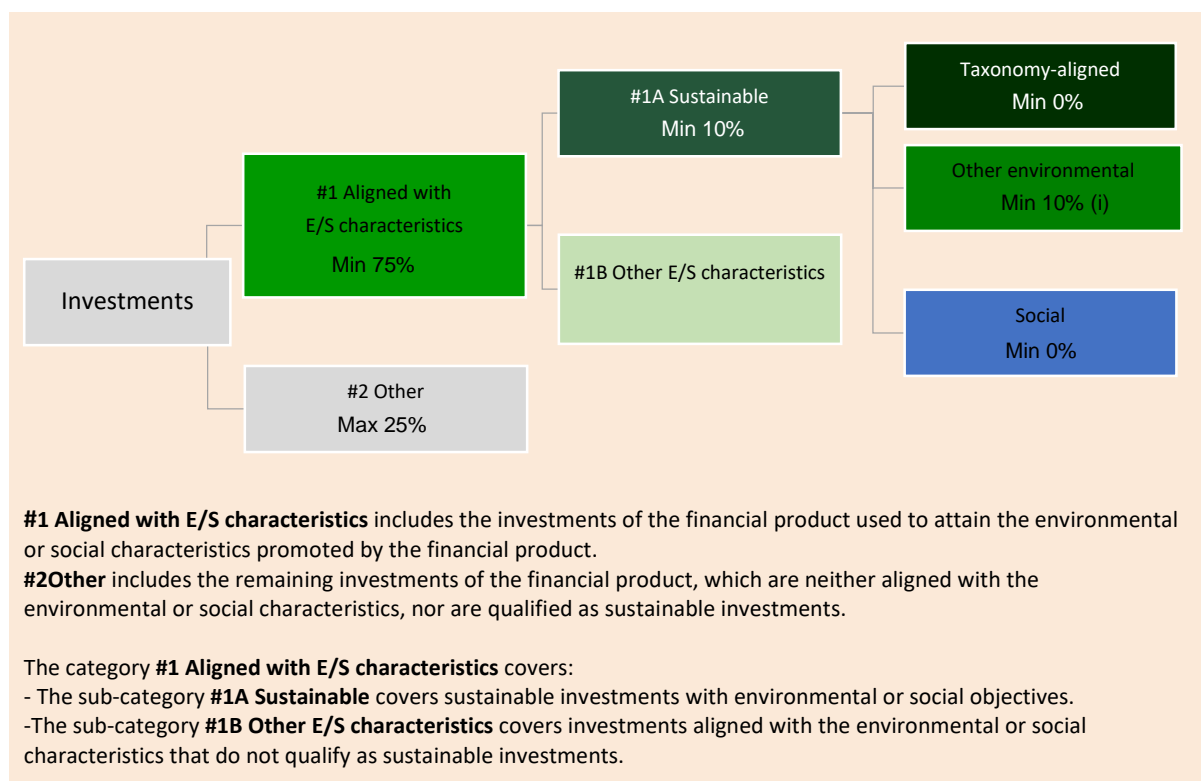 Taxonomy-aligned
Min 0%
#1A Sustainable
Min 10%
Other environmental
Min 10% (i)
#1 Aligned with
E/S characteristics
Min 75%
#1B Other E/S characteristics
Investments
Social
Min 0%
#2 Other
Max 25%
#1 Aligned with E/S characteristics includes the investments of the financial product used to attain the environmental
or social characteristics promoted by the financial product.
#2Other includes the remaining investments of the financial product, which are neither aligned with the
environmental or social characteristics, nor are qualified as sustainable investments.
The category #1 Aligned with E/S characteristics covers:
- The sub-category #1A Sustainable covers sustainable investments with environmental or social objectives.
-The sub-category #1B Other E/S characteristics covers investments aligned with the environmental or social
characteristics that do not qualify as sustainable investments.